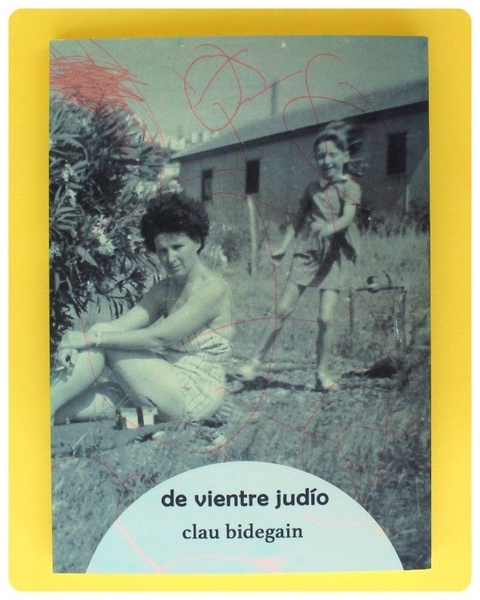 de vientre judío
clau bidegain